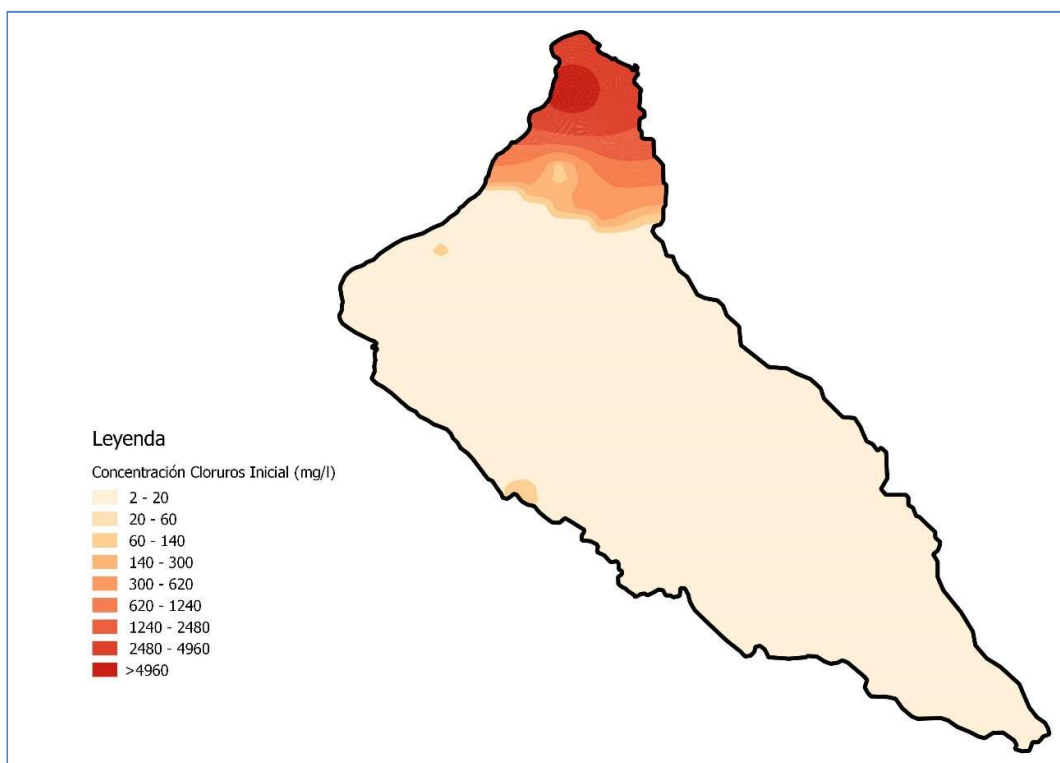 Leyenda
Concentración Cloruros Inicial (mg/l)
2 - 20
20 - 60
60 - 140
140 - 300
300 - 620
620 - 1240
1240 - 2480
2480 - 4960
>4960